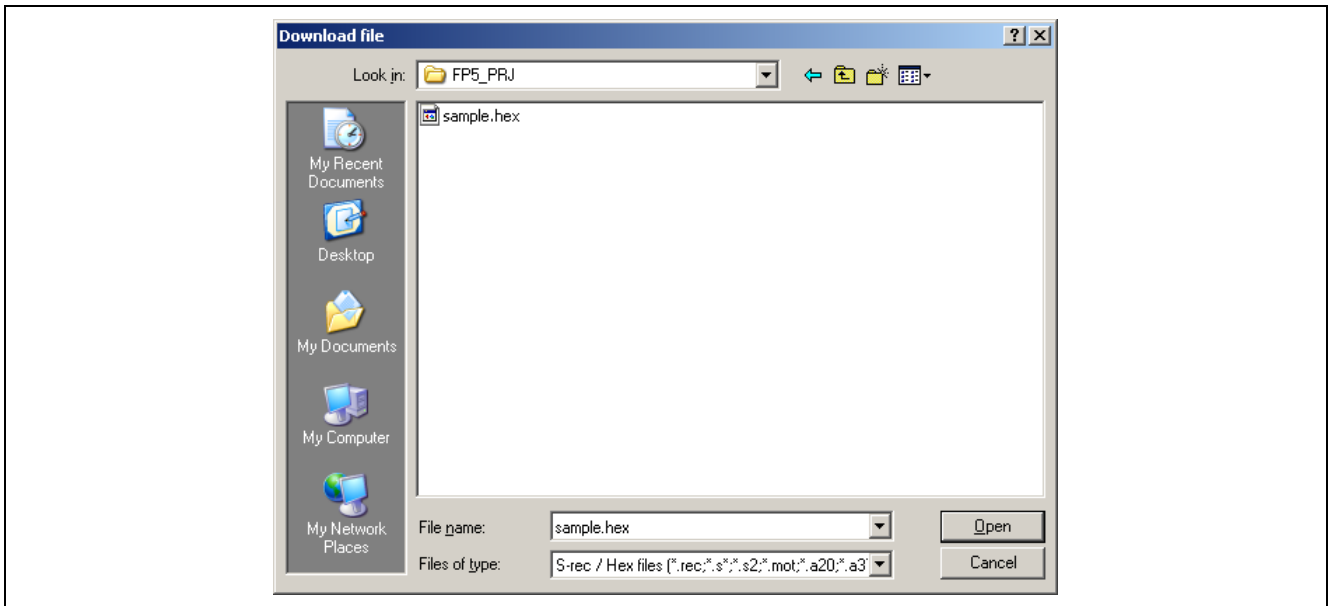 Download file
Look in: FP5_PRJ
sample.hex
My Recent
Documents
Desktop
My Documents
My Computer
My Network
Places
File name: sample.hex
Open
Files of type: S-rec / Hex files (*.rec;*.s*;*.s2;*.mot;*.a20;*.a3
Cancel